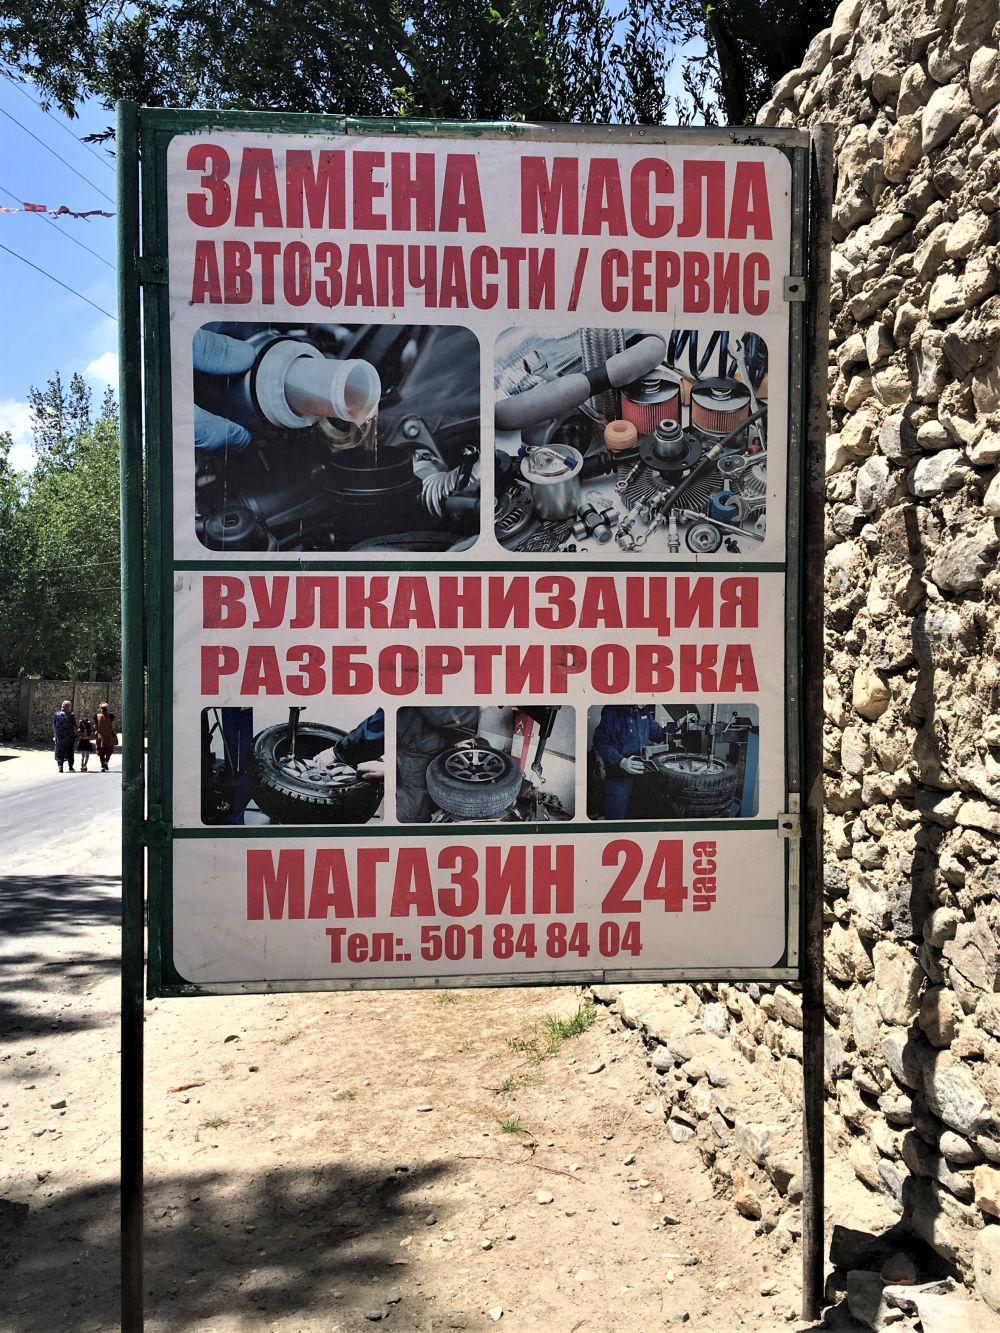 ЗАМЕНА МАСЛА
АВТОЗАПЧАСТИ / СЕРВИС
ВУЛКАНИЗАЦИЯ
РАЗБОРТИРОВКА
МАГАЗИН 24 часа
Тел:. 501 84 84 04